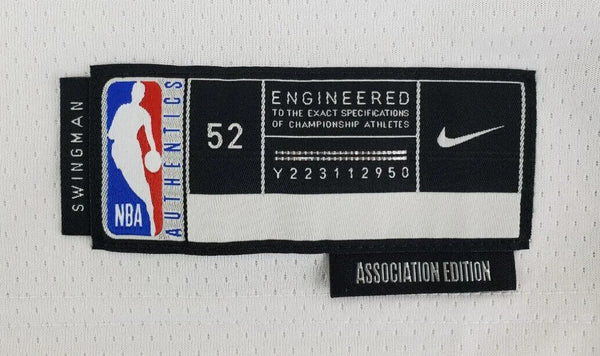 SWINGMAN
NBA
AUTHENTICS
52
ENGINEERED
TO THE EXACT SPECIFICATIONS
OF CHAMPIONSHIP ATHLETES
Y223112950
ASSOCIATION EDITION